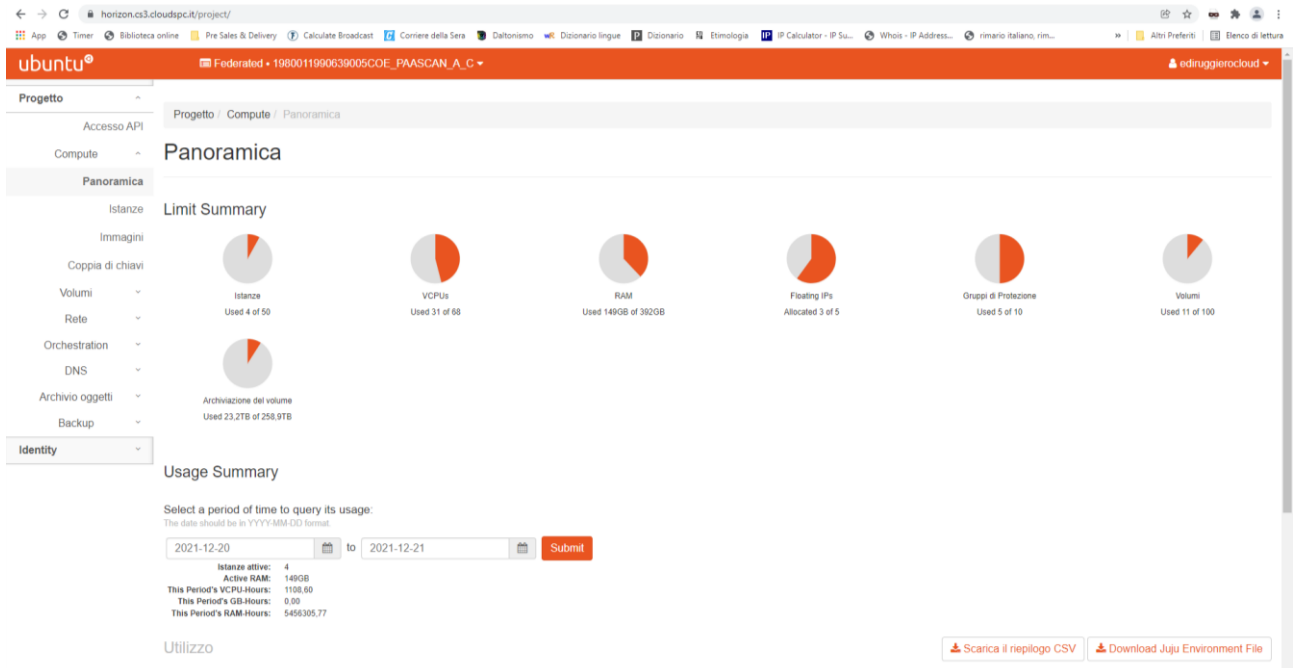 horizon.cs3.cloudspc.it/project/
App Timer Biblioteca online Pre Sales & Delivery Calculate Broadcast Corriere della Sera Daltonismo wR Dizionario lingue Dizionario Etimologia IP IP Calculator - IP Su... Whois - IP Address... rimario italiano, rim... » Altri Preferiti Elenco di lettura
ubuntu® Federated • 1980011990639005COE_PAASCAN_A_C ediruggierocloud
Progetto
Accesso API
Compute
Panoramica
Istanze
Immagini
Coppia di chiavi
Volumi
Rete
Orchestration
DNS
Archivio oggetti
Backup
Identity
Progetto / Compute / Panoramica
Panoramica
Limit Summary
Istanze
Used 4 of 50
VCPUs
Used 31 of 68
RAM
Used 149GB of 392GB
Floating IPs
Allocated 3 of 5
Gruppi di Protezione
Used 5 of 10
Volumi
Used 11 of 100
Archiviazione del volume
Used 23,2TB of 258,9TB
Usage Summary
Select a period of time to query its usage:
The date should be in YYYY-MM-DD format.
2021-12-20 to 2021-12-21 Submit
Istanze attive: 4
Active RAM: 149GB
This Period's VCPU-Hours: 1108,60
This Period's GB-Hours: 0,00
This Period's RAM-Hours: 5456305,77
Utilizzo
Scarica il riepilogo CSV
Download Juju Environment File